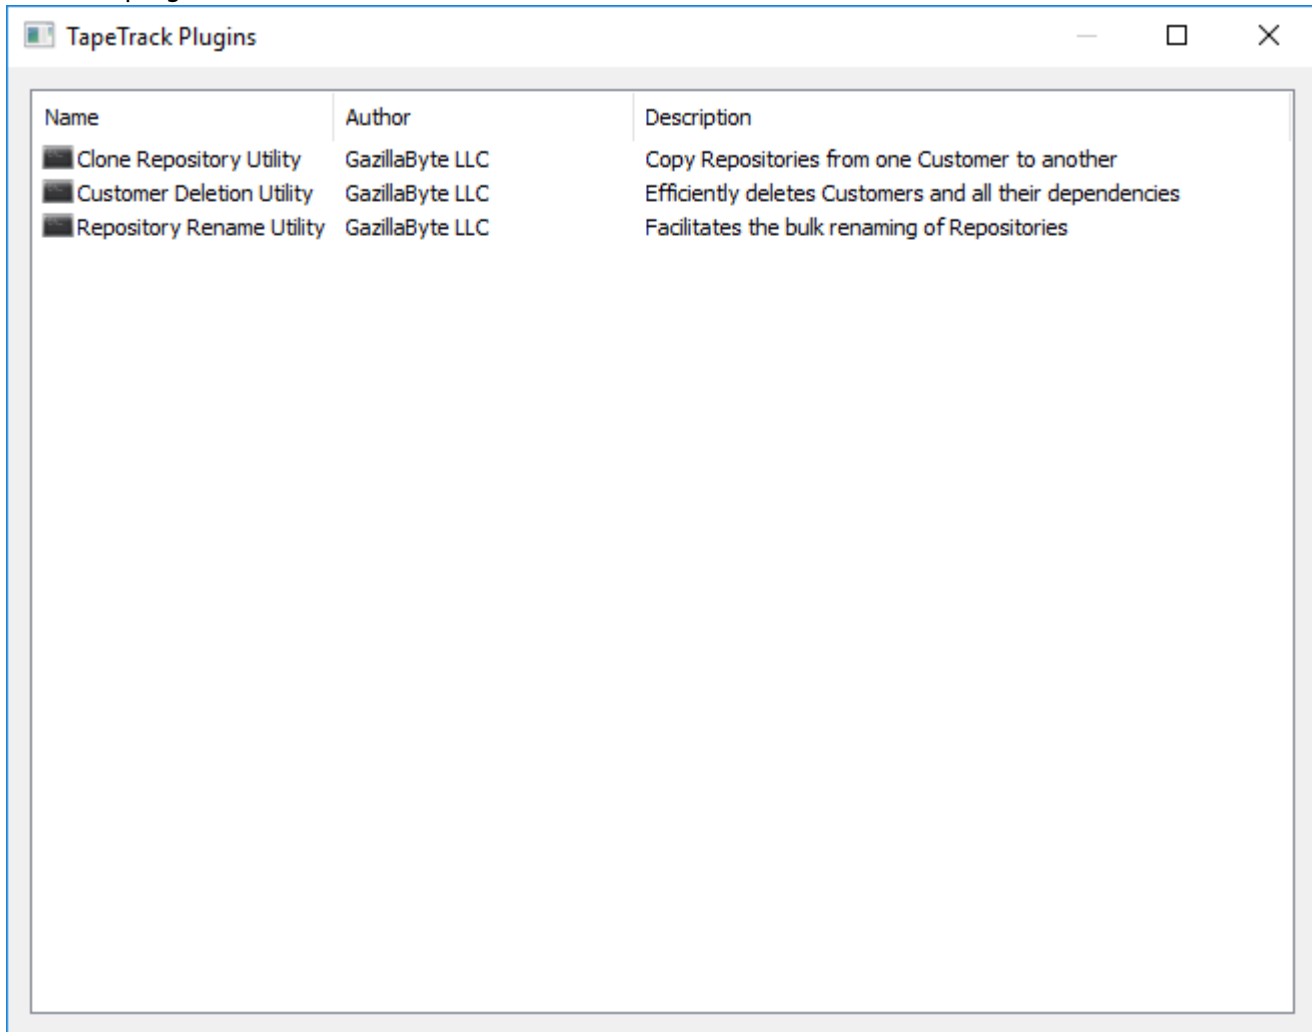 TapeTrack Plugins
Name Author Description
Clone Repository Utility GazillaByte LLC Copy Repositories from one Customer to another
Customer Deletion Utility GazillaByte LLC Efficiently deletes Customers and all their dependencies
Repository Rename Utility GazillaByte LLC Facilitates the bulk renaming of Repositories